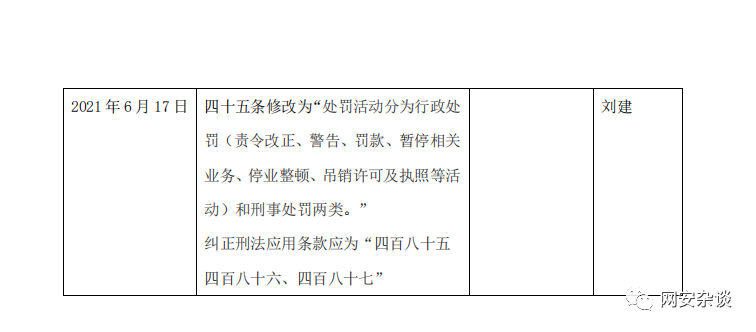 2021 年 6 月 17 日
四十五条修改为“处罚活动分为行政处
罚（责令改正、警告、罚款、暂停相关
业务、停业整顿、吊销许可及执照等活
动）和刑事处罚两类。”
纠正刑法应用条款应为“四百八十五
四百八十六、四百八十七”
刘建
网安杂谈